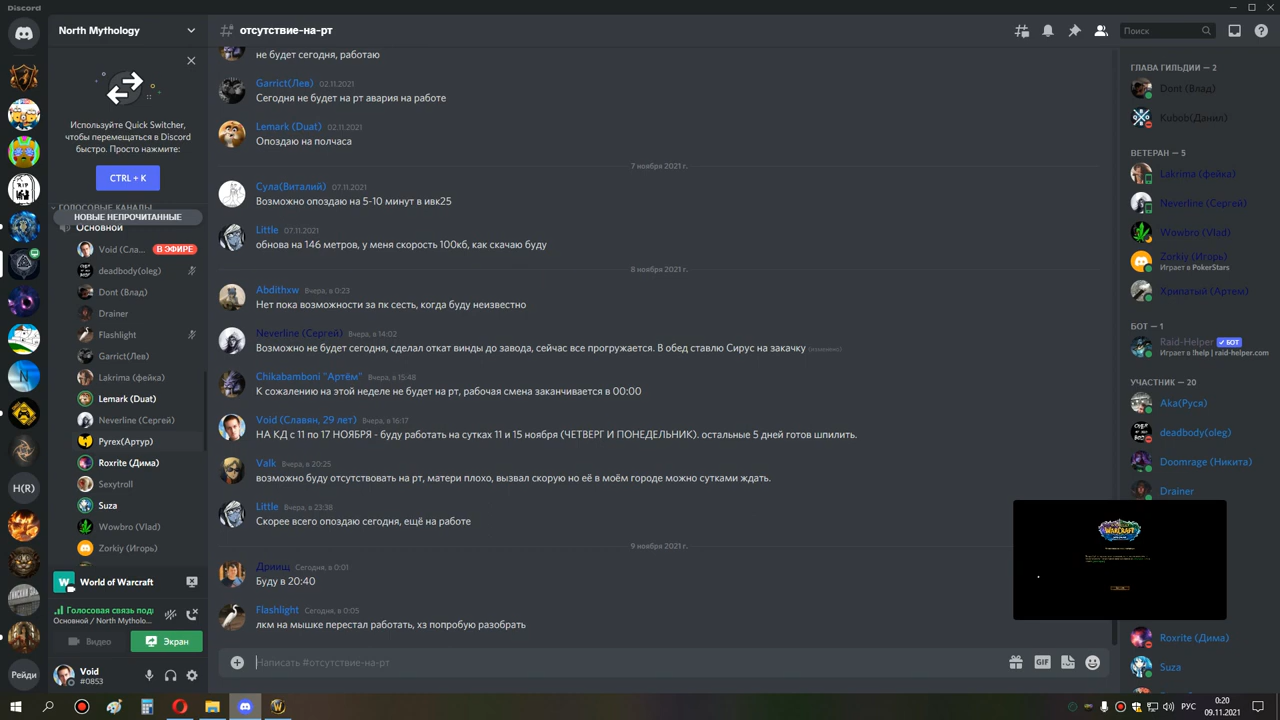 Discord
North Mythology
Используйте Quick Switcher,
чтобы перемещаться в Discord
быстро. Просто нажмите:
CTRL + K
ГОЛОСОВЫЕ КАНАЛЫ
НОВЫЕ НЕПРОЧИТАННЫЕ
Основной
Void (Сла... В ЭФИРЕ
deadbody(oleg)
Dont (Влад)
Drainer
Flashlight
Garrict(Лев)
Lakrima (фейка)
Lemark (Duat)
Neverline (Сергей)
Pyrex(Артур)
Roxrite (Дима)
Sexytroll
Suza
Wowbro (Vlad)
Zorkiy (Игорь)
World of Warcraft
Голосовая связь под
Основной / North Mytholo...
Видео
Экран
Void
#0853
H(R)
Рейди
отсутствие-на-рт
Поиск
не будет сегодня, работаю
Garrict(Лев) 02.11.2021
Сегодня не будет на рт авария на работе
Lemark (Duat) 02.11.2021
Опоздаю на полчаса
7 ноября 2021 г.
Сула(Виталий) 07.11.2021
Возможно опоздаю на 5-10 минут в ивк25
Little 07.11.2021
обнова на 146 метров, у меня скорость 100кб, как скачаю буду
8 ноября 2021 г.
Abdithxw Вчера, в 0:23
Нет пока возможности за пк сесть, когда буду неизвестно
Neverline (Сергей) Вчера, в 14:02
Возможно не будет сегодня, сделал откат винды до завода, сейчас все прогружается. В обед ставлю Сирус на закачку (изменено)
Chikabamboni "Артём" Вчера, в 15:48
К сожалению на этой неделе не будет на рт, рабочая смена заканчивается в 00:00
Void (Славян, 29 лет) Вчера, в 16:17
НА КД с 11 по 17 НОЯБРЯ - буду работать на сутках 11 и 15 ноября (ЧЕТВЕРГ И ПОНЕДЕЛЬНИК). остальные 5 дней готов шпилить.
Valk Вчера, в 20:25
возможно буду отсутствовать на рт, матери плохо, вызвал скорую но её в моём городе можно сутками ждать.
Little Вчера, в 23:38
Скорее всего опоздаю сегодня, ещё на работе
9 ноября 2021 г.
Дриищ Сегодня, в 0:01
Буду в 20:40
Flashlight Сегодня, в 0:05
лкм на мышке перестал работать, хз попробую разобрать
Написать #отсутствие-на-рт
GIF
ГЛАВА ГИЛЬДИИ — 2
Dont (Влад)
Kubob(Данил)
ВЕТЕРАН — 5
Lakrima (фейка)
Neverline (Сергей)
Wowbro (Vlad)
Zorkiy (Игорь)
Играет в PokerStars
Хрипатый (Артем)
БОТ — 1
Raid-Helper БОТ
Играет в !help | raid-helper.com
УЧАСТНИК — 20
Aka(Руся)
deadbody(oleg)
Doomrage (Никита)
Drainer
WARCRAFT
Roxrite (Дима)
Suza
РУС
0:20
09.11.2021